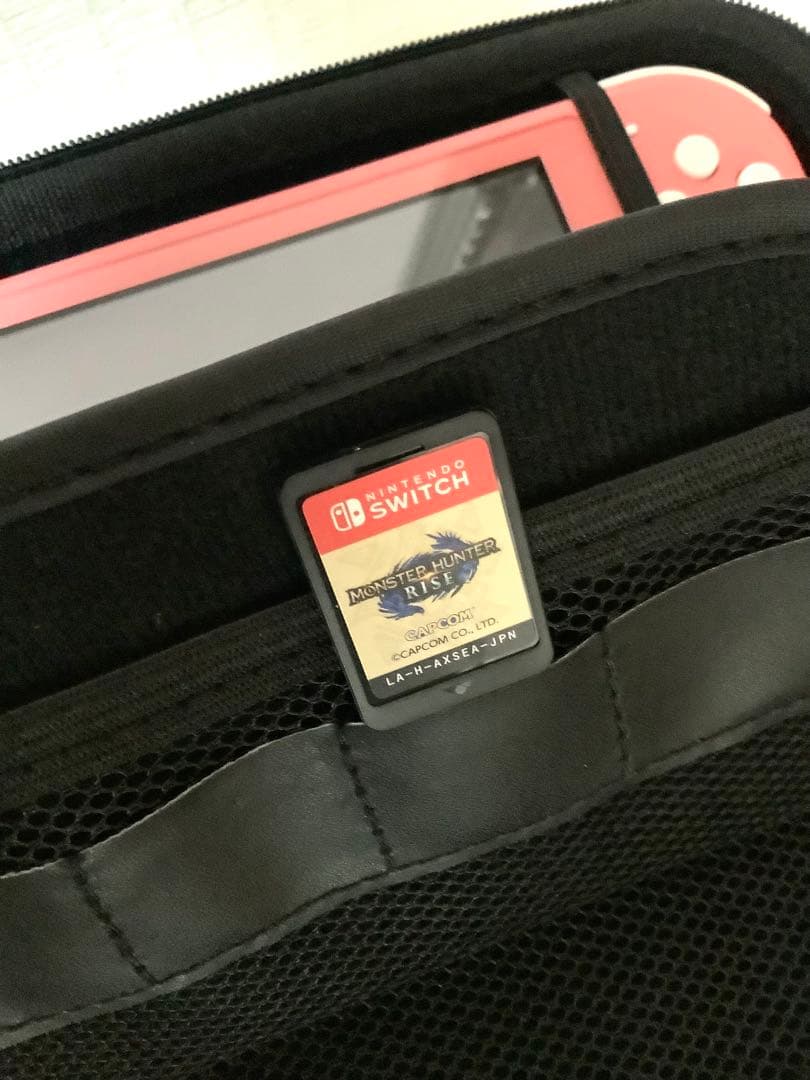 NINTENDO
SWITCH
MONSTER HUNTER
RISE
CAPCOM
©CAPCOM CO., LTD.
LA-H-AXSEA-JPN